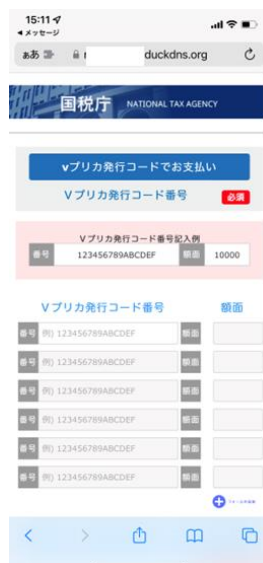 15:11
メッセージ
ああ
duckdns.org
国税庁 NATIONAL TAX AGENCY
vプリカ発行コードでお支払い
Vプリカ発行コード番号 必須
Vプリカ発行コード番号記入例
番号 123456789ABCDEF 額面 10000
Vプリカ発行コード番号 額面
番号 例) 123456789ABCDEF 額面
番号 例) 123456789ABCDEF 額面
番号 例) 123456789ABCDEF 額面
番号 例) 123456789ABCDEF 額面
番号 例) 123456789ABCDEF 額面
番号 例) 123456789ABCDEF 額面